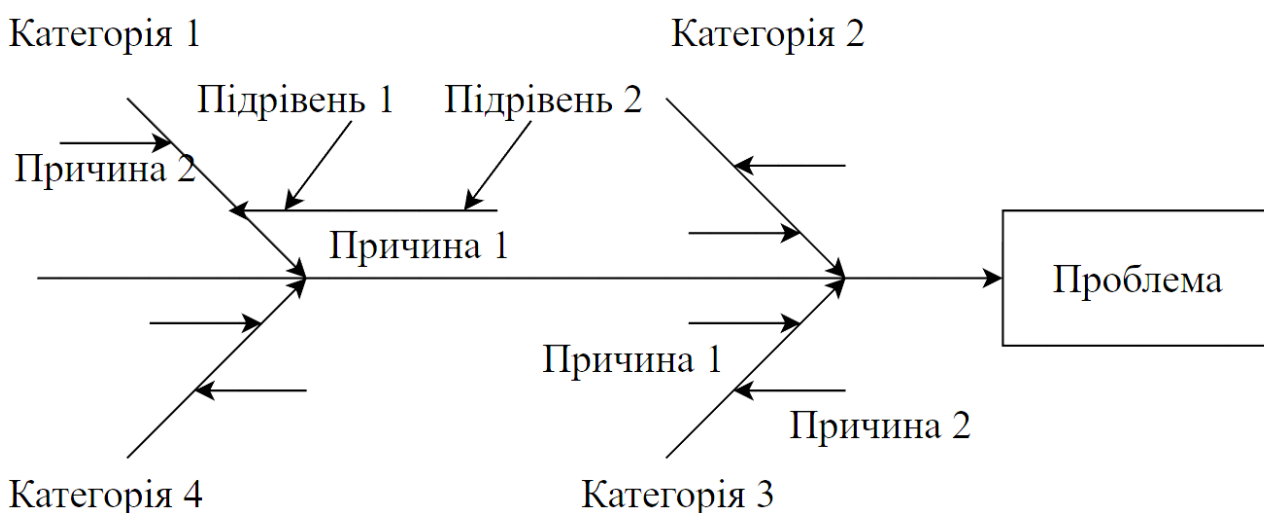 Категорія 1
Категорія 2
Підрівень 1
Підрівень 2
Причина 2
Причина 1
Проблема
Причина 1
Причина 2
Категорія 4
Категорія 3